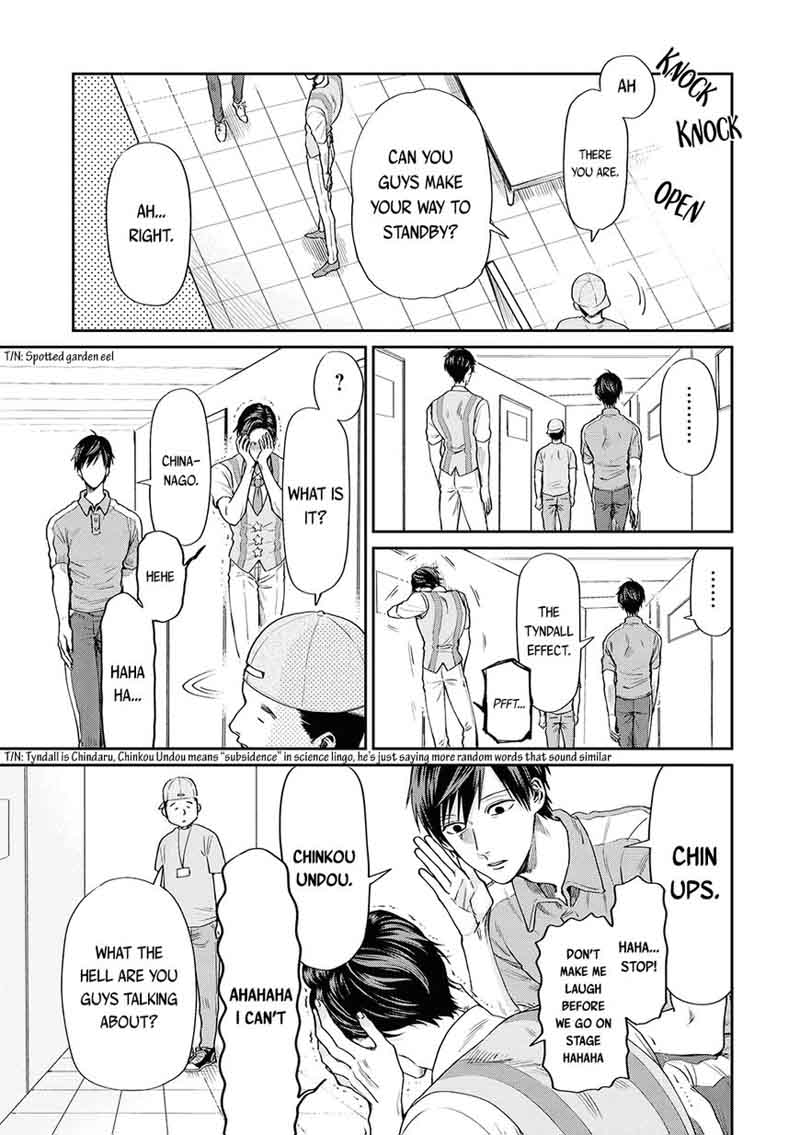 KNOCK
KNOCK
OPEN
AH
THERE
YOU ARE.
CAN YOU
GUYS MAKE
YOUR WAY TO
STANDBY?
AH...
RIGHT.
........
........
THE
TYNDALL
EFFECT.
PFFT...
T/N: Spotted garden eel
?
WHAT IS
IT?
CHINA-
NAGO.
HEHE
HAHA
HA...
T/N: Tyndall is Chindaru, Chinkou Undou means "subsidence" in science lingo, he's just saying more random words that sound similar
CHIN
UPS.
HAHA...
STOP!
DON'T
MAKE ME
LAUGH
BEFORE
WE GO ON
STAGE
HAHAHA
CHINKOU
UNDOU.
AHAHAHA
I CAN'T
WHAT THE
HELL ARE YOU
GUYS TALKING
ABOUT?